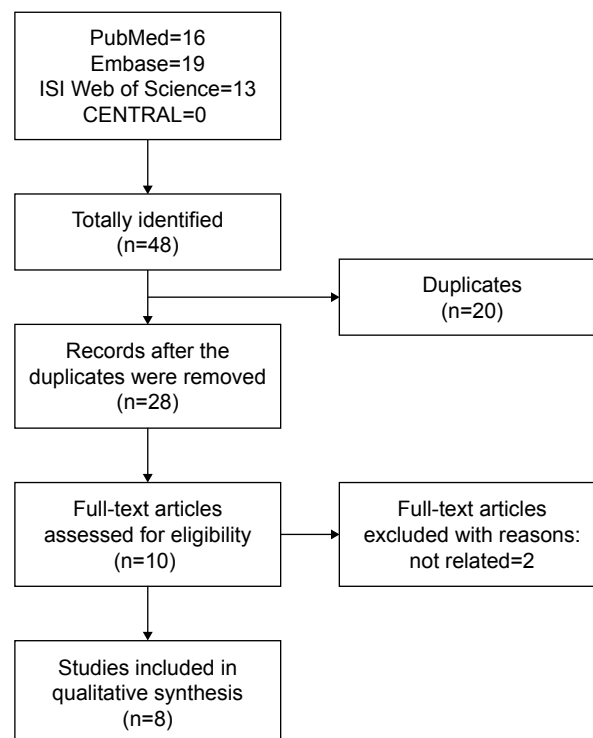 PubMed=16
Embase=19
ISI Web of Science=13
CENTRAL=0
Totally identified
(n=48)
Duplicates
(n=20)
Records after the
duplicates were removed
(n=28)
Full-text articles
assessed for eligibility
(n=10)
Full-text articles
excluded with reasons:
not related=2
Studies included in
qualitative synthesis
(n=8)